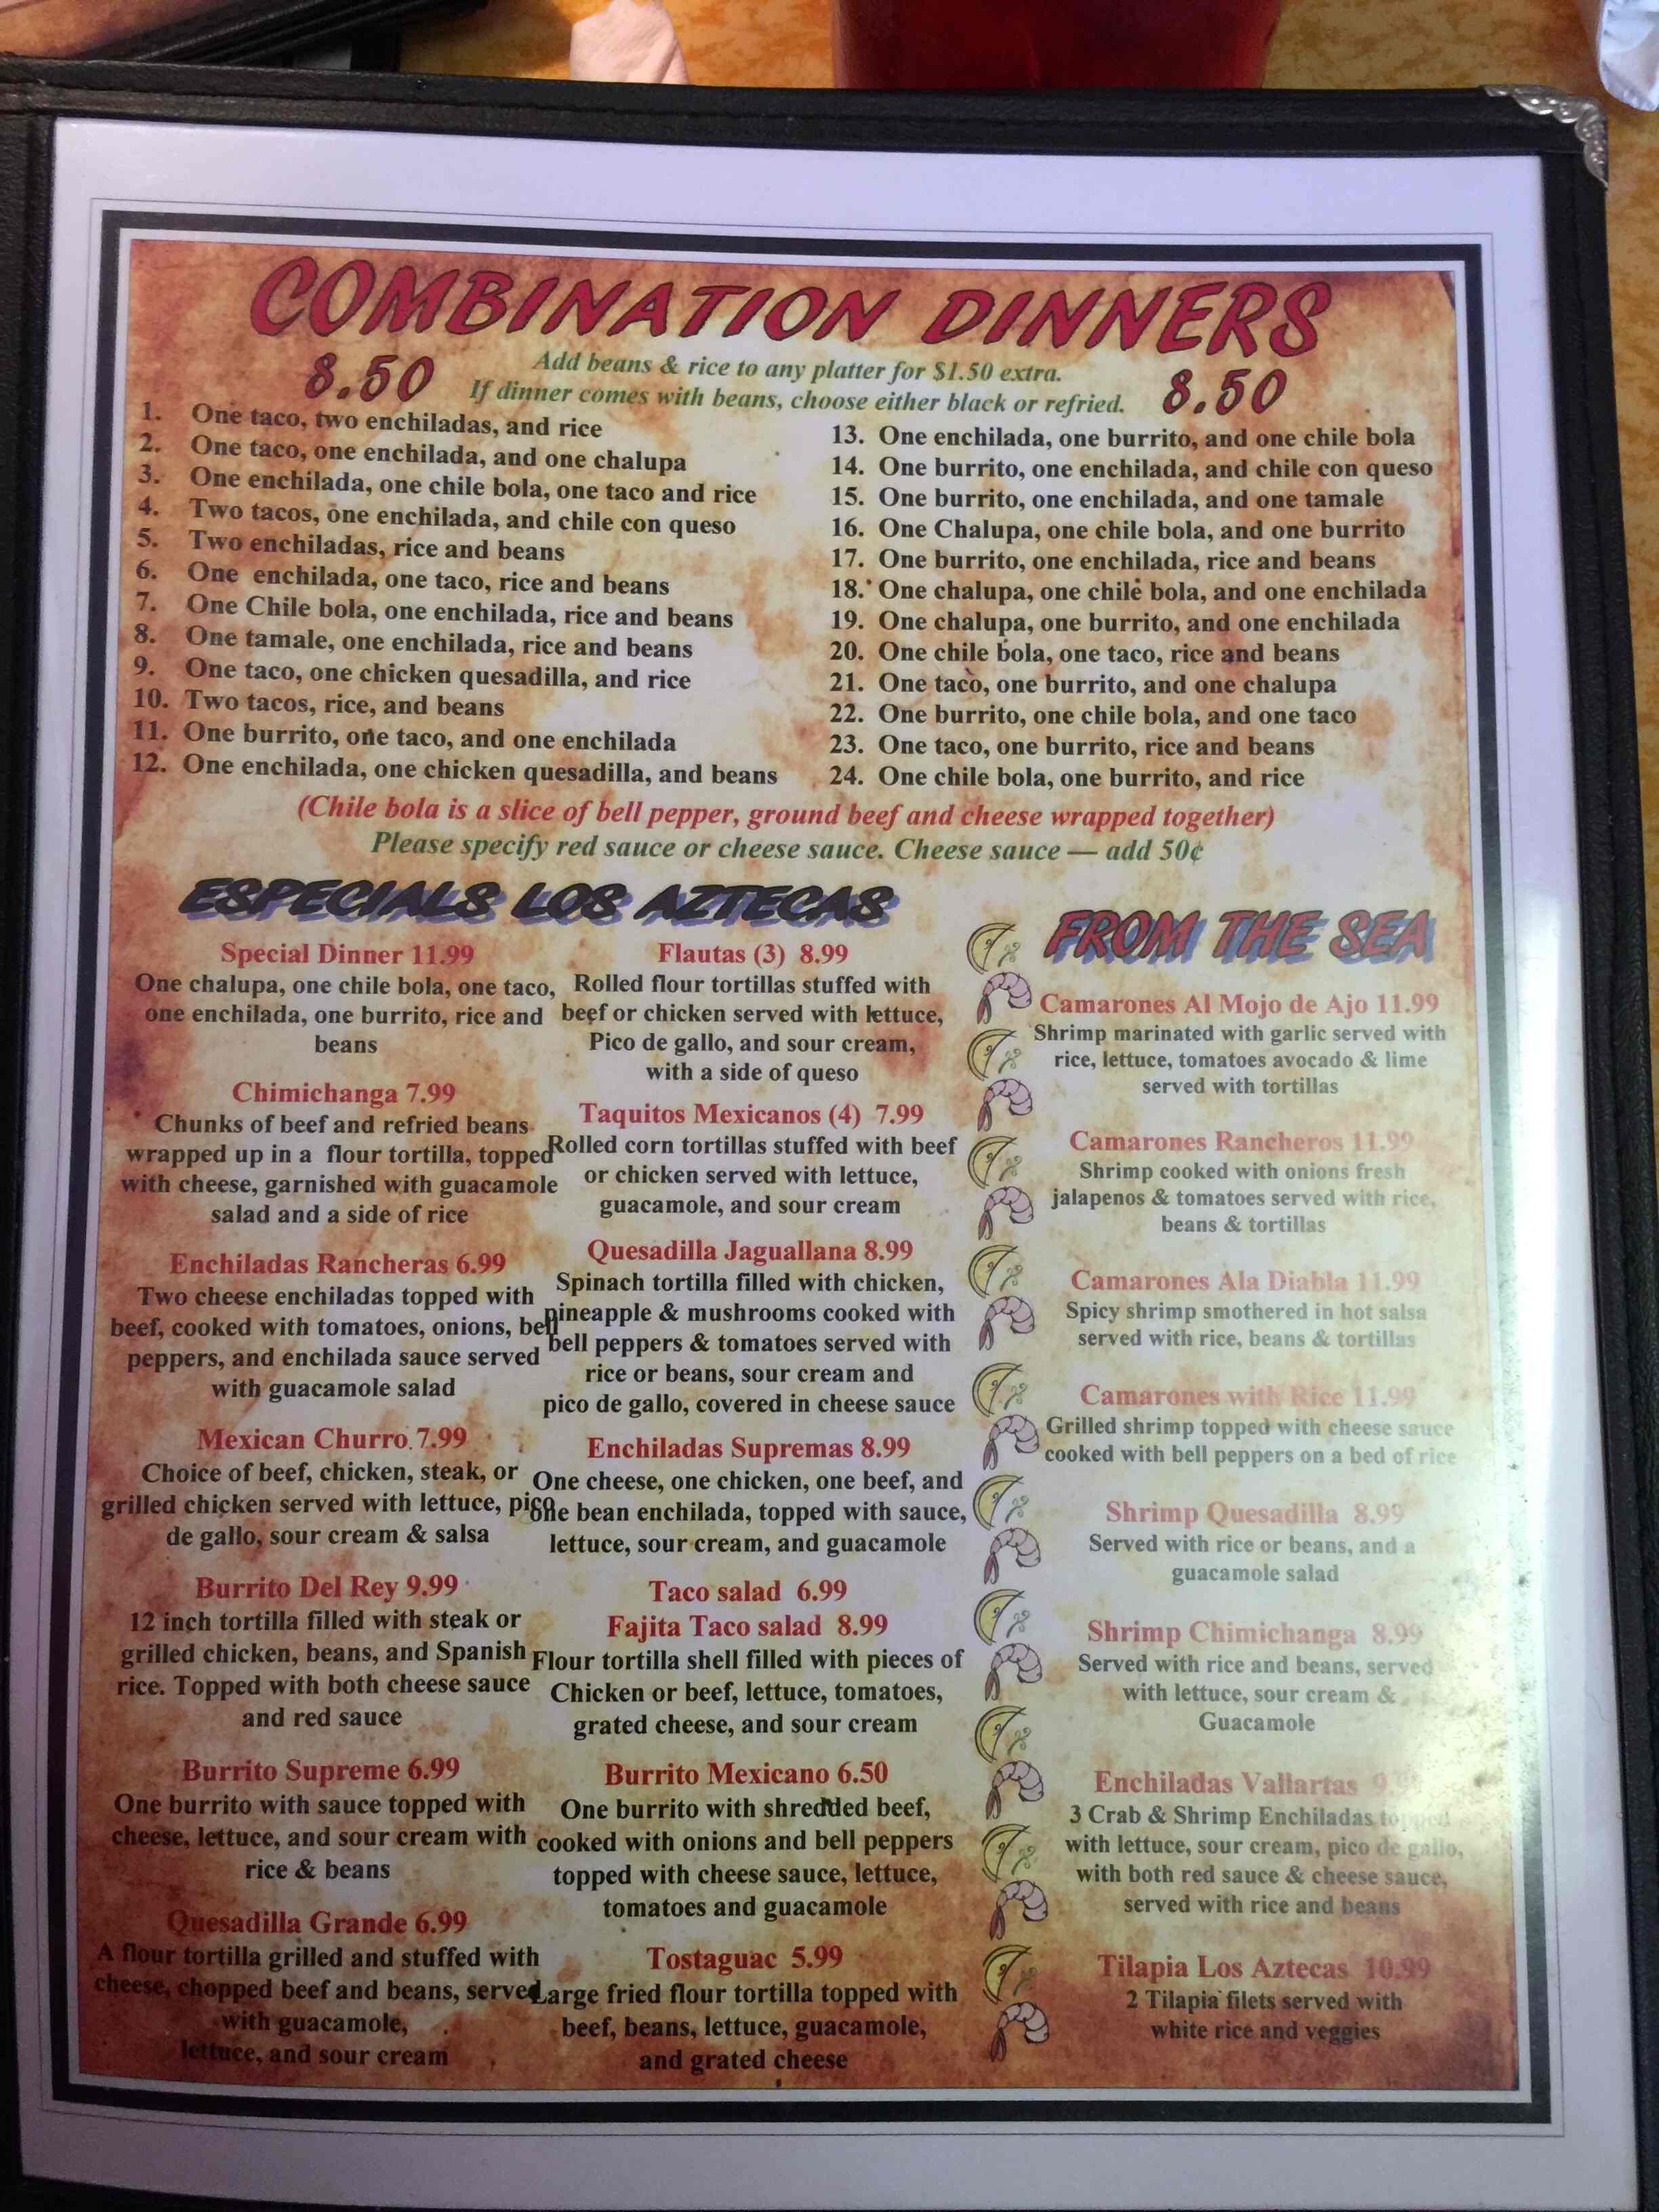 COMBINATION DINNERS
8.50
Add beans & rice to any platter for $1.50 extra.
If dinner comes with beans, choose either black or refried.
8.50
1. One taco, two enchiladas, and rice
2. One taco, one enchilada, and one chalupa
3. One enchilada, one chile bola, one taco and rice
4. Two tacos, one enchilada, and chile con queso
5. Two enchiladas, rice and beans
6. One enchilada, one taco, rice and beans
7. One Chile bola, one enchilada, rice and beans
8. One tamale, one enchilada, rice and beans
9. One taco, one chicken quesadilla, and rice
10. Two tacos, rice, and beans
11. One burrito, one taco, and one enchilada
12. One enchilada, one chicken quesadilla, and beans
13. One enchilada, one burrito, and one chile bola
14. One burrito, one enchilada, and chile con queso
15. One burrito, one enchilada, and one tamale
16. One Chalupa, one chile bola, and one burrito
17. One burrito, one enchilada, rice and beans
18. One chalupa, one chile bola, and one enchilada
19. One chalupa, one burrito, and one enchilada
20. One chile bola, one taco, rice and beans
21. One taco, one burrito, and one chalupa
22. One burrito, one chile bola, and one taco
23. One taco, one burrito, rice and beans
24. One chile bola, one burrito, and rice
(Chile bola is a slice of bell pepper, ground beef and cheese wrapped together)
Please specify red sauce or cheese sauce. Cheese sauce — add 50¢
ESPECIALS LOS AZTECAS
Special Dinner 11.99
One chalupa, one chile bola, one taco,
one enchilada, one burrito, rice and
beans
Chimichanga 7.99
Chunks of beef and refried beans
wrapped up in a flour tortilla, topped
with cheese, garnished with guacamole
salad and a side of rice
Enchiladas Rancheras 6.99
Two cheese enchiladas topped with
beef, cooked with tomatoes, onions, bell
peppers, and enchilada sauce served
with guacamole salad
Mexican Churro 7.99
Choice of beef, chicken, steak, or
grilled chicken served with lettuce, pico
de gallo, sour cream & salsa
Burrito Del Rey 9.99
12 inch tortilla filled with steak or
grilled chicken, beans, and Spanish
rice. Topped with both cheese sauce
and red sauce
Burrito Supreme 6.99
One burrito with sauce topped with
cheese, lettuce, and sour cream with
rice & beans
Quesadilla Grande 6.99
A flour tortilla grilled and stuffed with
cheese, chopped beef and beans, served
with guacamole,
lettuce, and sour cream
Flautas (3) 8.99
Rolled flour tortillas stuffed with
beef or chicken served with lettuce,
Pico de gallo, and sour cream,
with a side of queso
Taquitos Mexicanos (4) 7.99
Rolled corn tortillas stuffed with beef
or chicken served with lettuce,
guacamole, and sour cream
Quesadilla Jaguallana 8.99
Spinach tortilla filled with chicken,
pineapple & mushrooms cooked with
bell peppers & tomatoes served with
rice or beans, sour cream and
pico de gallo, covered in cheese sauce
Enchiladas Supremas 8.99
One cheese, one chicken, one beef, and
one bean enchilada, topped with sauce,
lettuce, sour cream, and guacamole
Taco salad 6.99
Fajita Taco salad 8.99
Flour tortilla shell filled with pieces of
Chicken or beef, lettuce, tomatoes,
grated cheese, and sour cream
Burrito Mexicano 6.50
One burrito with shredded beef,
cooked with onions and bell peppers
topped with cheese sauce, lettuce,
tomatoes and guacamole
Tostaguac 5.99
Large fried flour tortilla topped with
beef, beans, lettuce, guacamole,
and grated cheese
FROM THE SEA
Camarones Al Mojo de Ajo 11.99
Shrimp marinated with garlic served with
rice, lettuce, tomatoes avocado & lime
served with tortillas
Camarones Rancheros 11.99
Shrimp cooked with onions fresh
jalapenos & tomatoes served with rice,
beans & tortillas
Camarones Ala Diabla 11.99
Spicy shrimp smothered in hot salsa
served with rice, beans & tortillas
Camarones with Rice 11.99
Grilled shrimp topped with cheese sauce
cooked with bell peppers on a bed of rice
Shrimp Quesadilla 8.99
Served with rice or beans, and a
guacamole salad
Shrimp Chimichanga 8.99
Served with rice and beans, served
with lettuce, sour cream &
Guacamole
Enchiladas Vallartas
3 Crab & Shrimp Enchiladas topped
with lettuce, sour cream, pico de gallo,
with both red sauce & cheese sauce,
served with rice and beans
Tilapia Los Aztecas 10.99
2 Tilapia filets served with
white rice and veggies